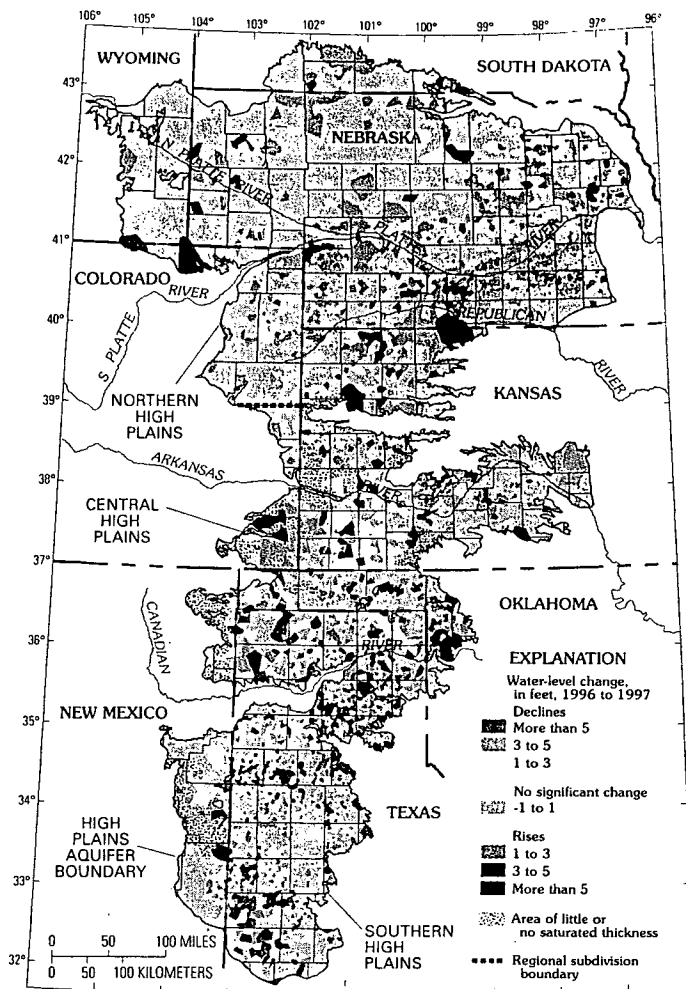 106° 105° 104° 103° 102° 101° 100° 99° 98° 97° 96°
WYOMING
SOUTH DAKOTA
43°
NEBRASKA
42°
N PLATTE RIVER
PLATTE RIVER
41°
COLORADO
RIVER
S PLATTE
REPUBLICAN
RIVER
40°
NORTHERN
HIGH
PLAINS
KANSAS
39°
ARKANSAS
RIVER
38°
CENTRAL
HIGH
PLAINS
37°
OKLAHOMA
CANADIAN
RIVER
36°
35°
NEW MEXICO
TEXAS
34°
HIGH
PLAINS
AQUIFER
BOUNDARY
33°
SOUTHERN
HIGH
PLAINS
32°
0 50 100 MILES
0 50 100 KILOMETERS
EXPLANATION
Water-level change,
in feet, 1996 to 1997
Declines
More than 5
3 to 5
1 to 3
No significant change
-1 to 1
Rises
1 to 3
3 to 5
More than 5
Area of little or
no saturated thickness
Regional subdivision
boundary